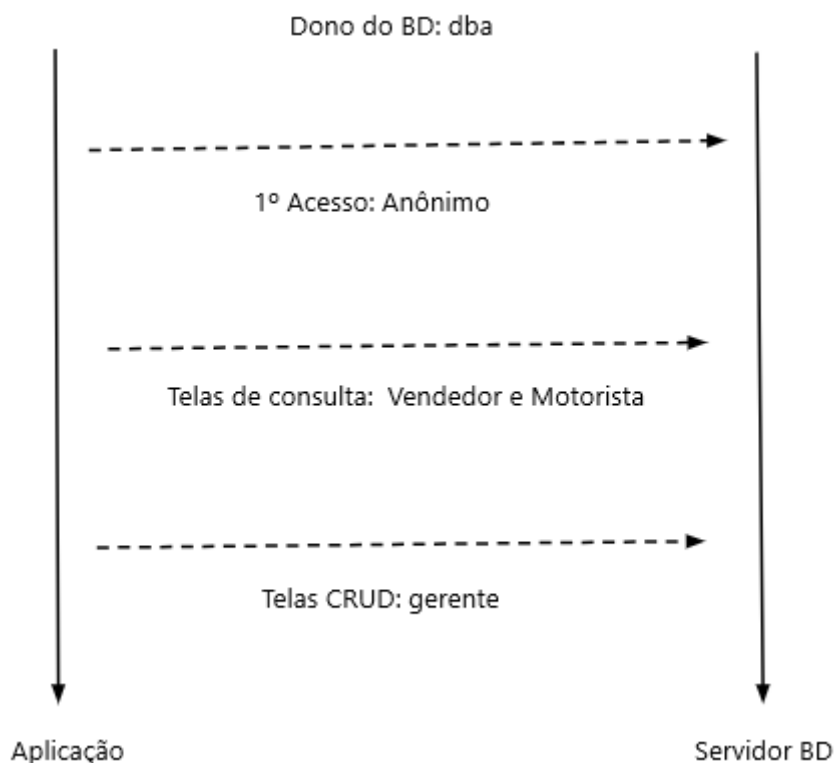 Dono do BD: dba
1º Acesso: Anônimo
Telas de consulta:  Vendedor e Motorista
Telas CRUD: gerente
Aplicação
Servidor BD